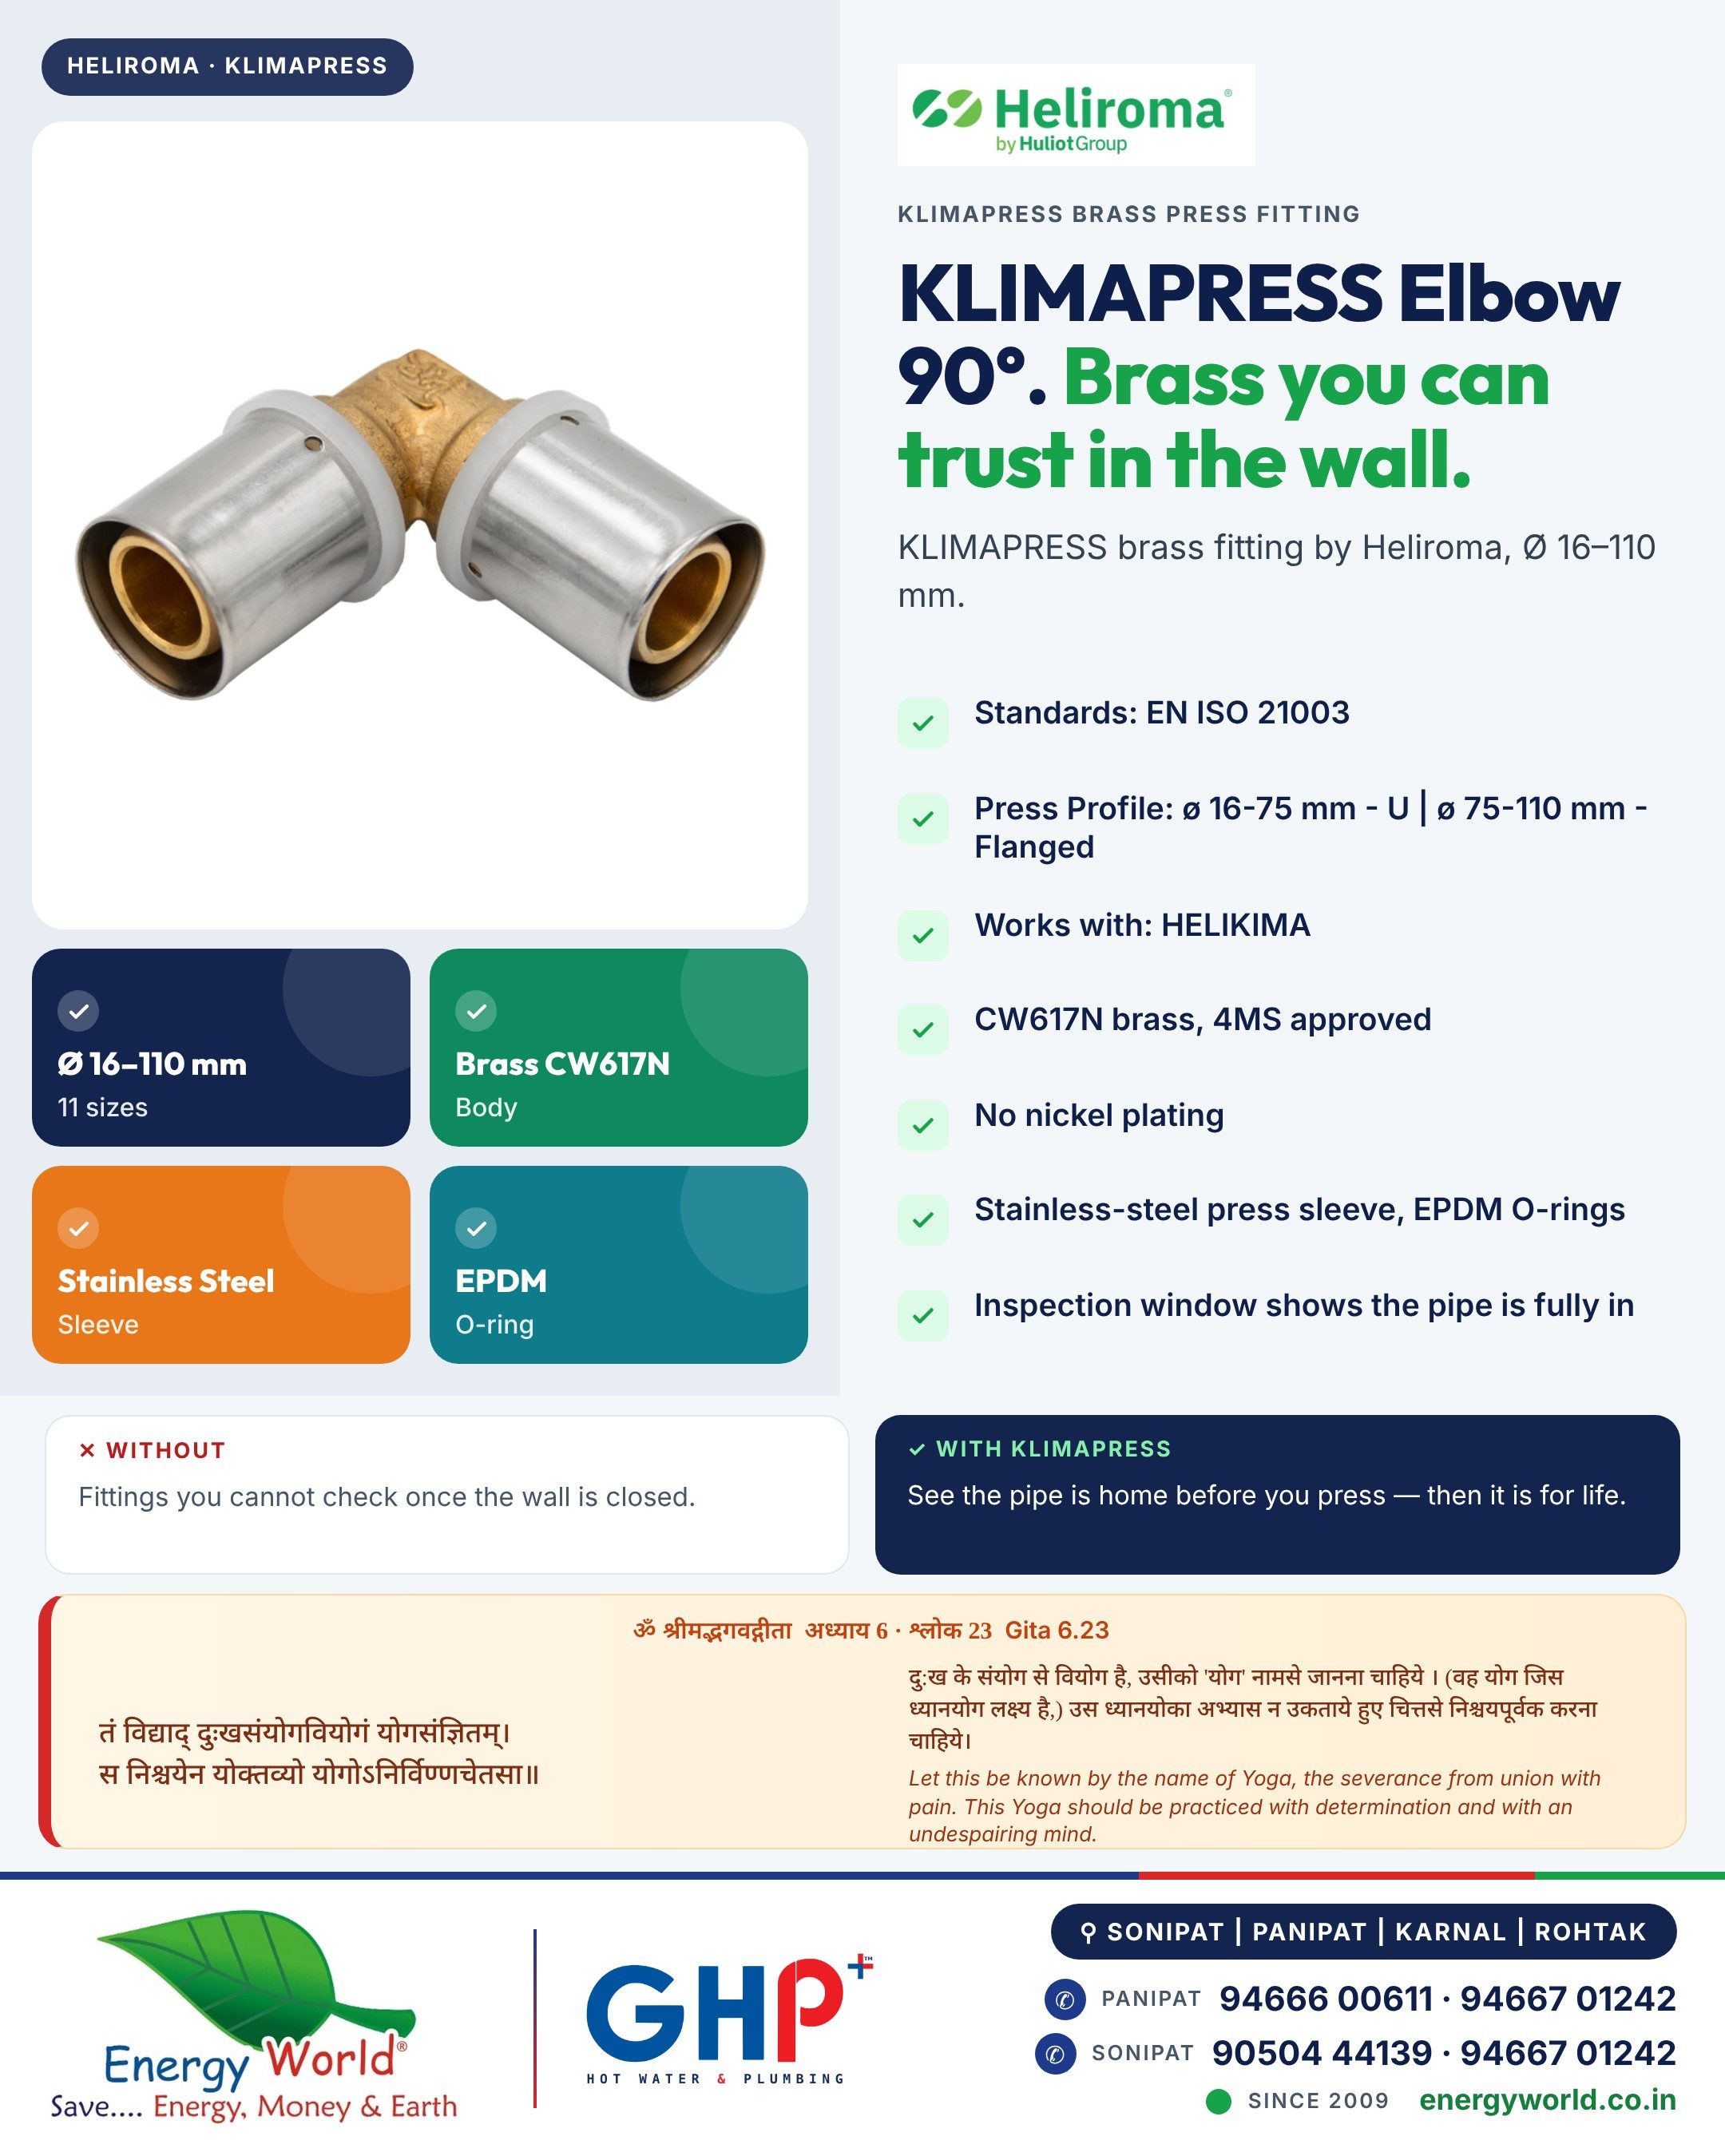 HELIROMA · KLIMAPRESS
Heliroma®
by HuliotGroup
KLIMAPRESS BRASS PRESS FITTING
KLIMAPRESS Elbow
90°. Brass you can
trust in the wall.
KLIMAPRESS brass fitting by Heliroma, Ø 16–110
mm.
Standards: EN ISO 21003
Press Profile: ø 16-75 mm - U | ø 75-110 mm -
Flanged
Works with: HELIKIMA
CW617N brass, 4MS approved
No nickel plating
Stainless-steel press sleeve, EPDM O-rings
Inspection window shows the pipe is fully in
Ø 16–110 mm
11 sizes
Brass CW617N
Body
Stainless Steel
Sleeve
EPDM
O-ring
✕ WITHOUT
Fittings you cannot check once the wall is closed.
✓ WITH KLIMAPRESS
See the pipe is home before you press — then it is for life.
ॐ श्रीमद्भगवद्गीता अध्याय 6 · श्लोक 23 Gita 6.23
तं विद्याद् दुःखसंयोगवियोगं योगसंज्ञितम्।
स निश्चयेन योक्तव्यो योगोऽनिर्विण्णचेतसा॥
दु:ख के संयोग से वियोग है, उसीको 'योग' नामसे जानना चाहिये । (वह योग जिस
ध्यानयोग लक्ष्य है,) उस ध्यानयोका अभ्यास न उकताये हुए चित्तसे निश्चयपूर्वक करना
चाहिये।
Let this be known by the name of Yoga, the severance from union with
pain. This Yoga should be practiced with determination and with an
undespairing mind.
Energy World®
Save.... Energy, Money & Earth
GHP+™
HOT WATER & PLUMBING
SONIPAT | PANIPAT | KARNAL | ROHTAK
PANIPAT 94666 00611 · 94667 01242
SONIPAT 90504 44139 · 94667 01242
SINCE 2009 energyworld.co.in